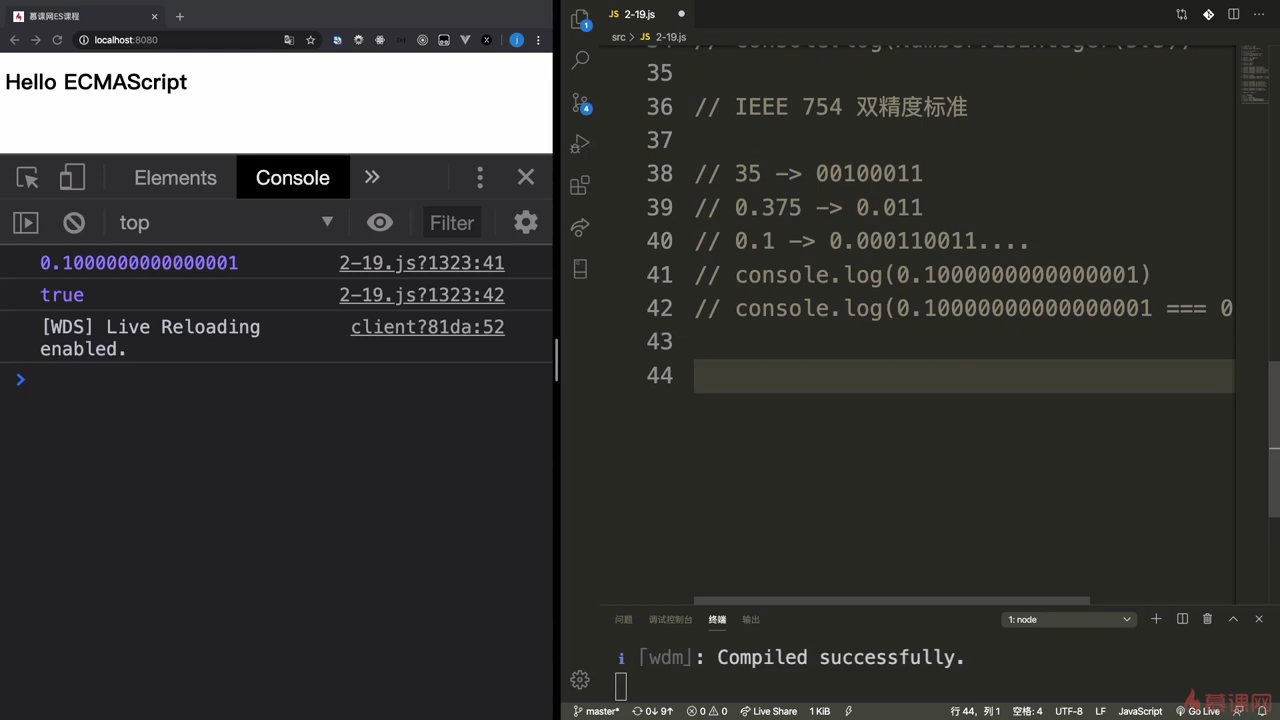 慕课网ES课程
localhost:8080
Hello ECMAScript
Elements
Console
top
Filter
0.1000000000000001
2-19.js?1323:41
true
2-19.js?1323:42
[WDS] Live Reloading enabled.
client?81da:52
JS 2-19.js
src > JS 2-19.js
35
36 // IEEE 754 双精度标准
37
38 // 35 -> 00100011
39 // 0.375 -> 0.011
40 // 0.1 -> 0.000110011....
41 // console.log(0.1000000000000001)
42 // console.log(0.10000000000000001 === 0
43
44
问题 调试控制台 终端 输出
1: node
i ｢wdm｣: Compiled successfully.
master* 0↓ 9↑ 0 0 Live Share 1 KiB
行 44, 列 1 空格: 4 UTF-8 LF JavaScript Go Live
慕课网